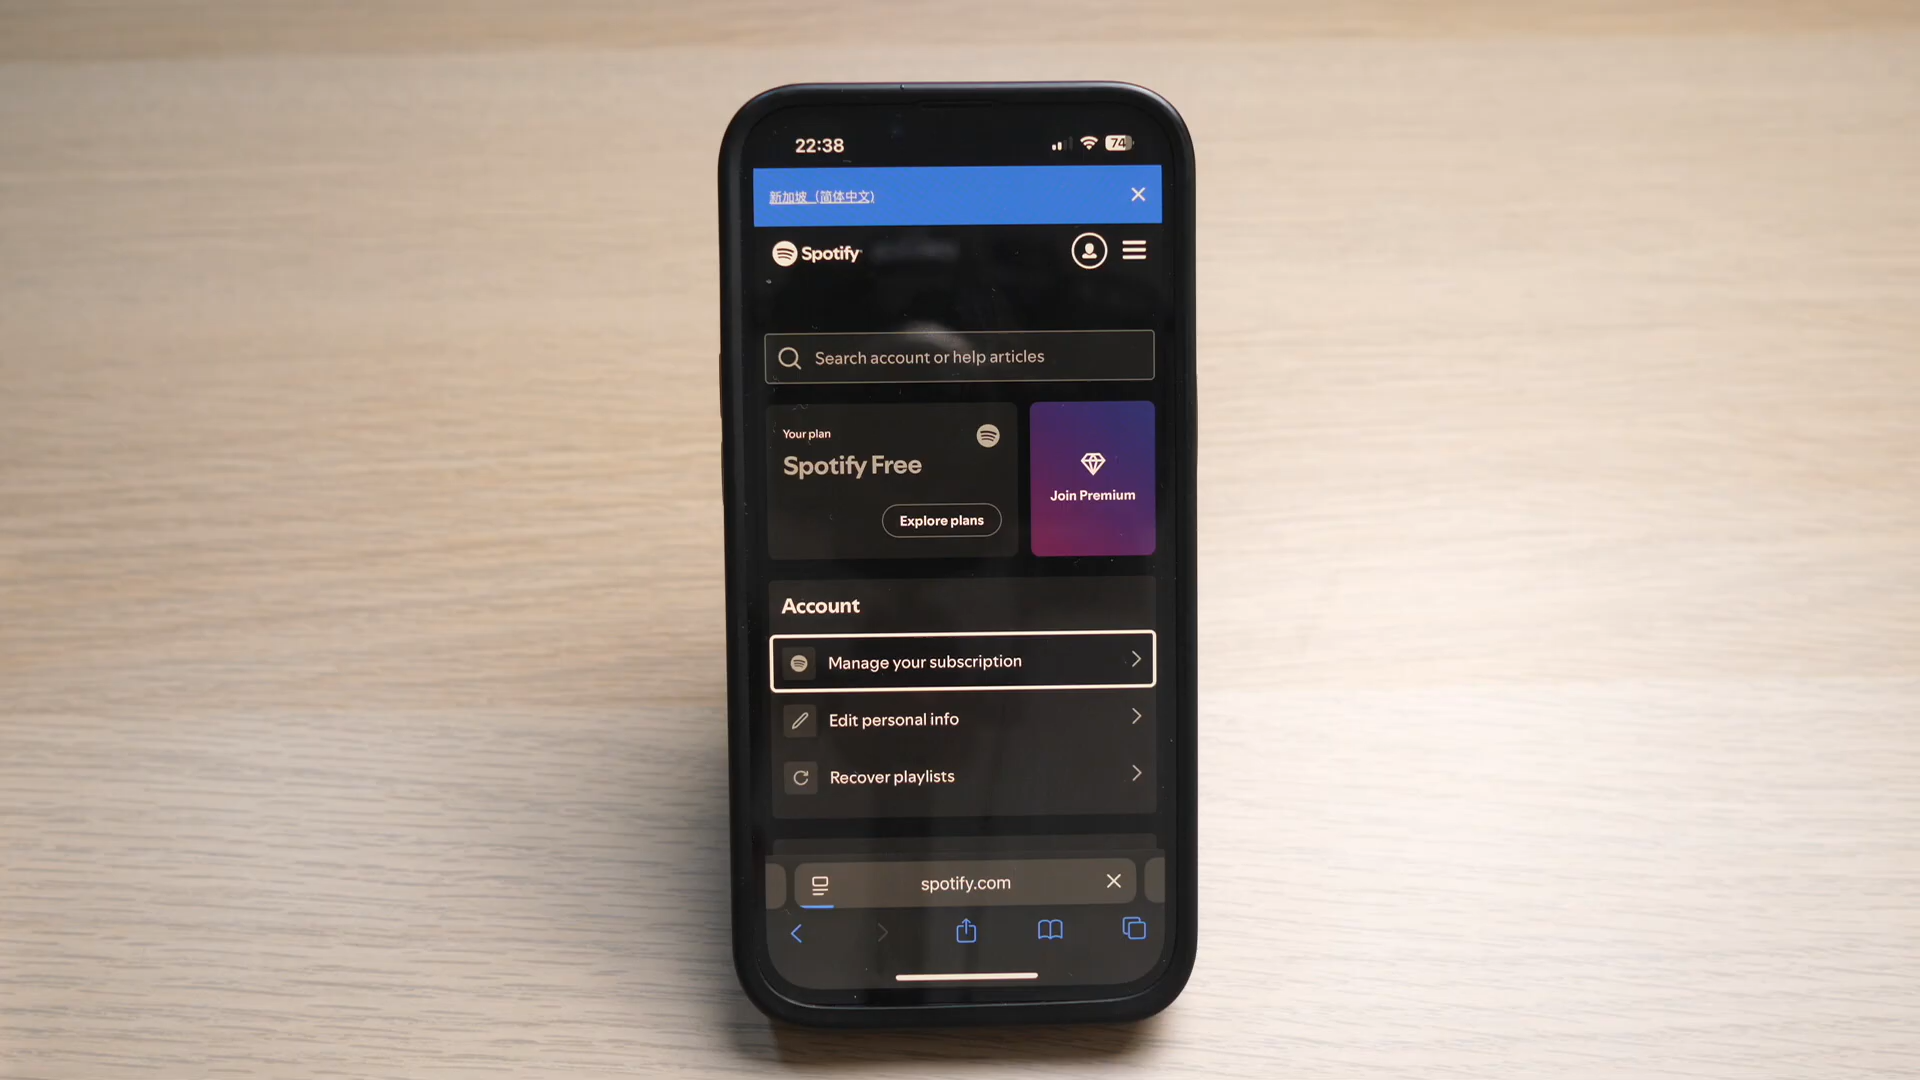 22:38
74
新加坡（简体中文)
Spotify
Search account or help articles
Your plan
Spotify Free
Explore plans
Join Premium
Account
Manage your subscription
Edit personal info
Recover playlists
spotify.com